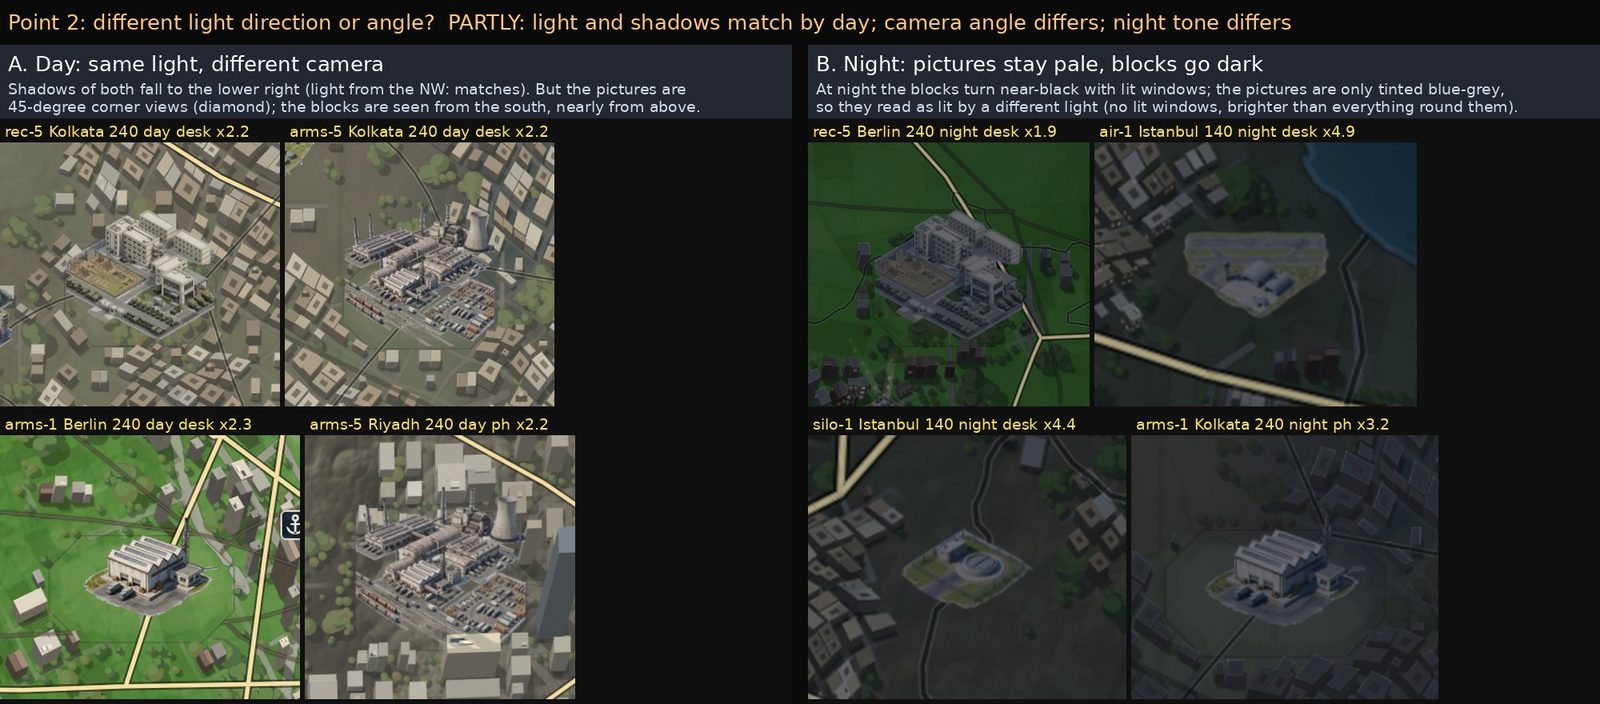 Point 2: different light direction or angle?  PARTLY: light and shadows match by day; camera angle differs; night tone differs
A. Day: same light, different camera
Shadows of both fall to the lower right (light from the NW: matches). But the pictures are
45-degree corner views (diamond); the blocks are seen from the south, nearly from above.
rec-5 Kolkata 240 day desk x2.2
arms-5 Kolkata 240 day desk x2.2
arms-1 Berlin 240 day desk x2.3
arms-5 Riyadh 240 day ph x2.2
B. Night: pictures stay pale, blocks go dark
At night the blocks turn near-black with lit windows; the pictures are only tinted blue-grey,
so they read as lit by a different light (no lit windows, brighter than everything round them).
rec-5 Berlin 240 night desk x1.9
air-1 Istanbul 140 night desk x4.9
silo-1 Istanbul 140 night desk x4.4
arms-1 Kolkata 240 night ph x3.2